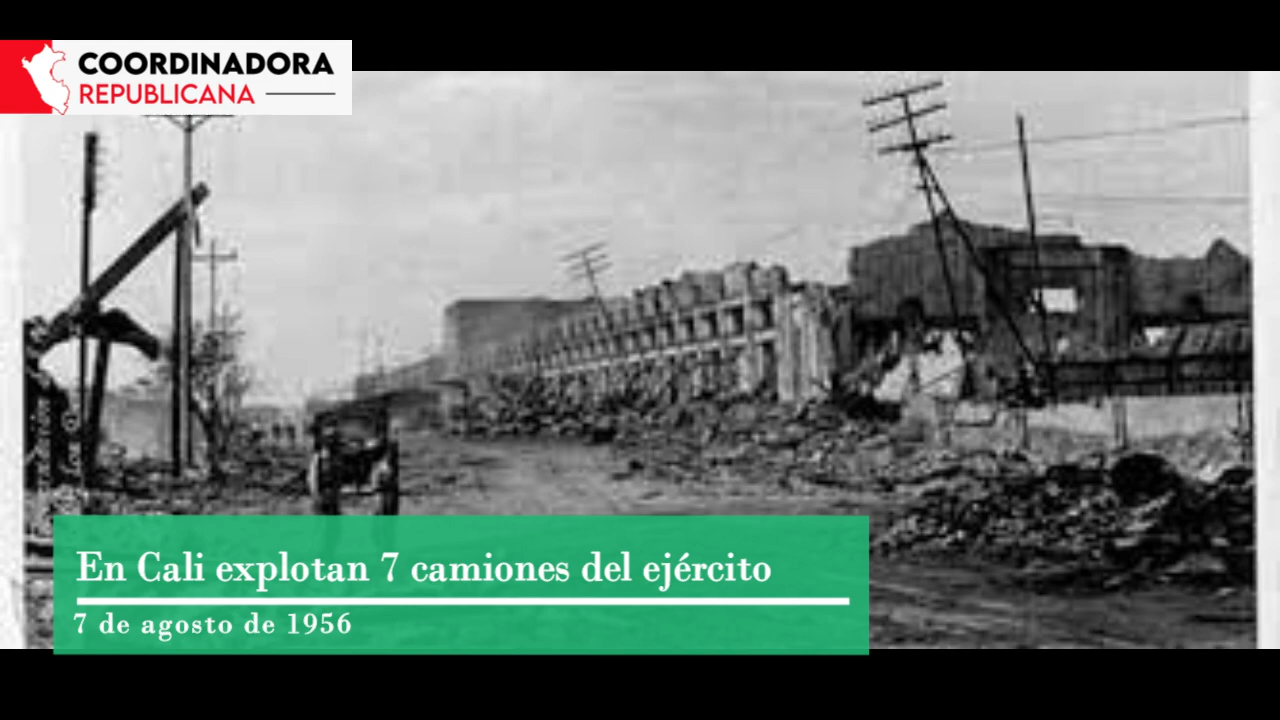 COORDINADORA
REPUBLICANA
En Cali explotan 7 camiones del ejército
7 de agosto de 1956